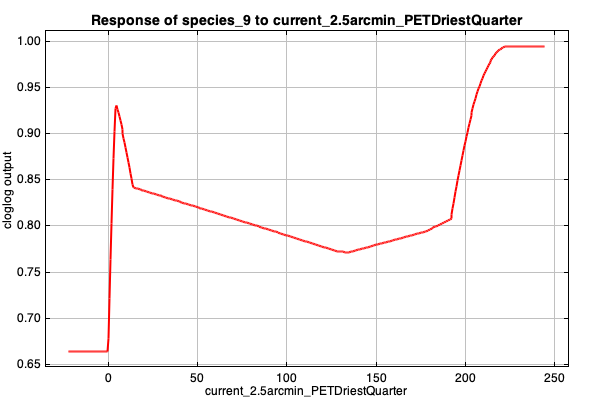 Response of species_9 to current_2.5arcmin_PETDriestQuarter
1.00
0.95
0.90
0.85
0.80
0.75
0.70
0.65
cloglog output
0 50 100 150 200 250
current_2.5arcmin_PETDriestQuarter